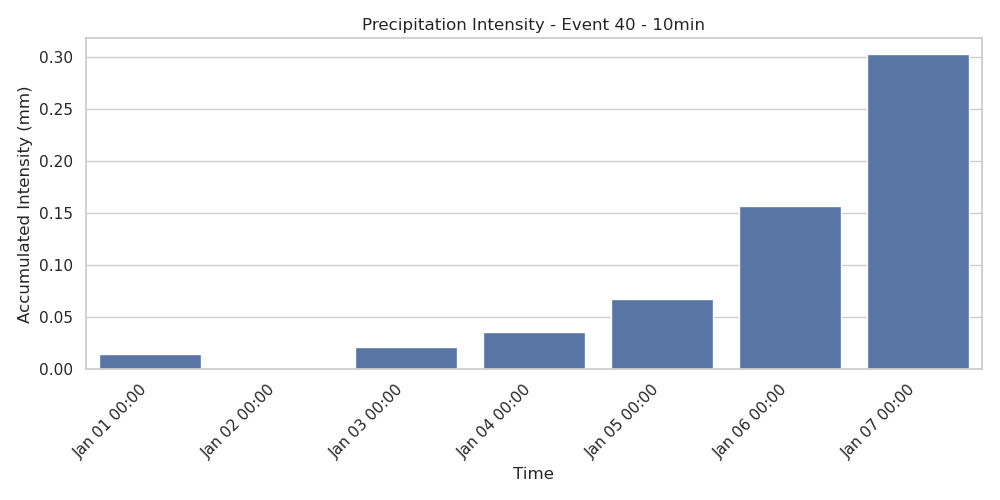 Precipitation Intensity - Event 40 - 10min
Accumulated Intensity (mm)
0.30
0.25
0.20
0.15
0.10
0.05
0.00
Jan 01 00:00
Jan 02 00:00
Jan 03 00:00
Jan 04 00:00
Jan 05 00:00
Jan 06 00:00
Jan 07 00:00
Time